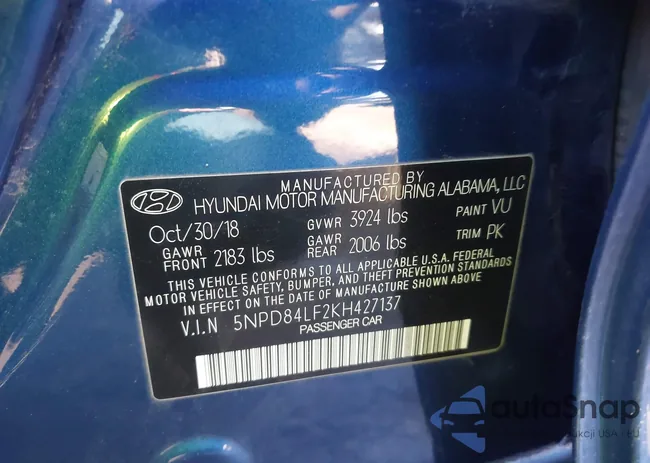 MANUFACTURED BY
HYUNDAI MOTOR MANUFACTURING ALABAMA, LLC
Oct/30/18 GVWR 3924 lbs PAINT VU
GAWR FRONT 2183 lbs GAWR REAR 2006 lbs TRIM PK
THIS VEHICLE CONFORMS TO ALL APPLICABLE U.S.A. FEDERAL
MOTOR VEHICLE SAFETY, BUMPER, AND THEFT PREVENTION STANDARDS
IN EFFECT ON THE DATE OF MANUFACTURE SHOWN ABOVE
V.I.N 5NPD84LF2KH427137
PASSENGER CAR
autoSnap
USA - EU